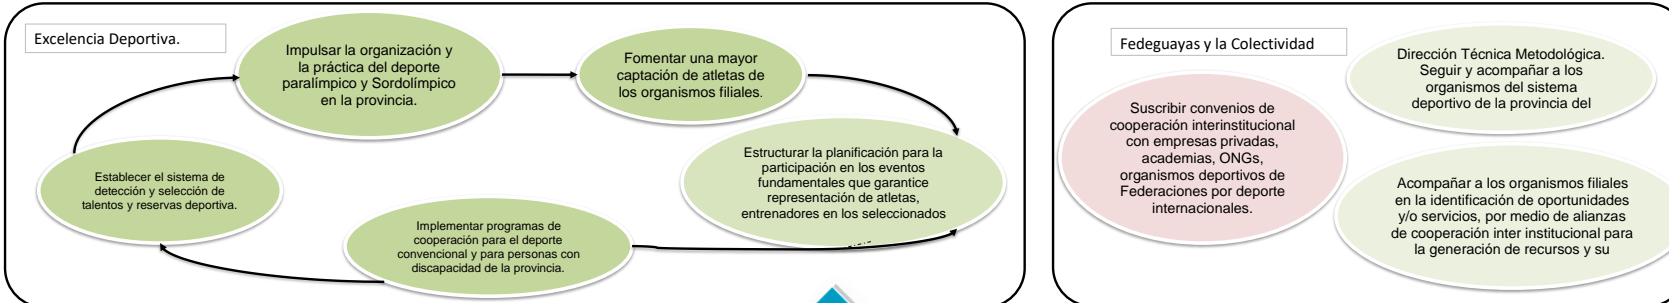 Excelencia Deportiva.
Impulsar la organización y
la práctica del deporte
paralímpico y Sordolímpico
en la provincia.
Fomentar una mayor
captación de atletas de
los organismos filiales.
Estructurar la planificación para la
participación en los eventos
fundamentales que garantice
representación de atletas,
entrenadores en los seleccionados
Implementar programas de
cooperación para el deporte
convencional y para personas con
discapacidad de la provincia.
Establecer el sistema de
detección y selección de
talentos y reservas deportiva.
Fedeguayas y la Colectividad
Suscribir convenios de
cooperación interinstitucional
con empresas privadas,
academias, ONGs,
organismos deportivos de
Federaciones por deporte
internacionales.
Dirección Técnica Metodológica.
Seguir y acompañar a los
organismos del sistema
deportivo de la provincia del
Acompañar a los organismos filiales
en la identificación de oportunidades
y/o servicios, por medio de alianzas
de cooperación inter institucional para
la generación de recursos y su